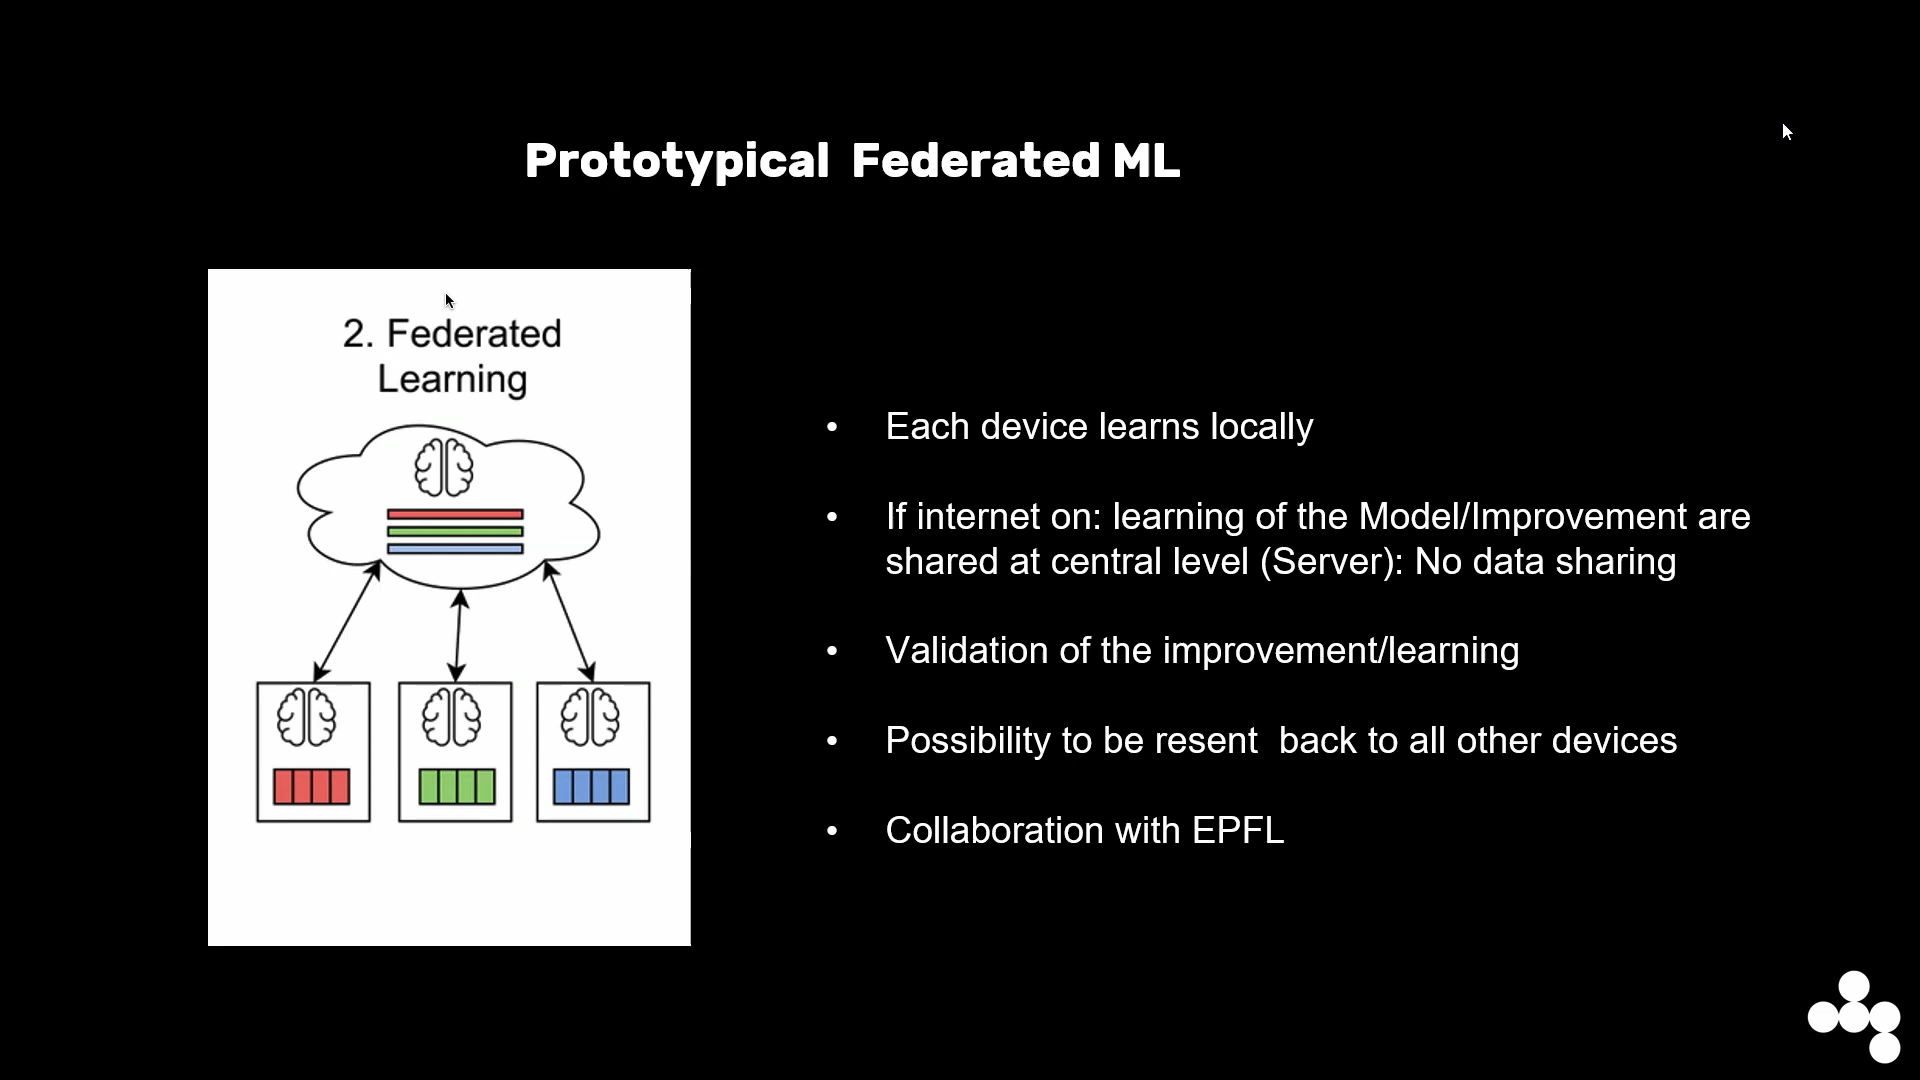 Prototypical  Federated ML
2. Federated
Learning
• Each device learns locally
• If internet on: learning of the Model/Improvement are
shared at central level (Server): No data sharing
• Validation of the improvement/learning
• Possibility to be resent  back to all other devices
• Collaboration with EPFL